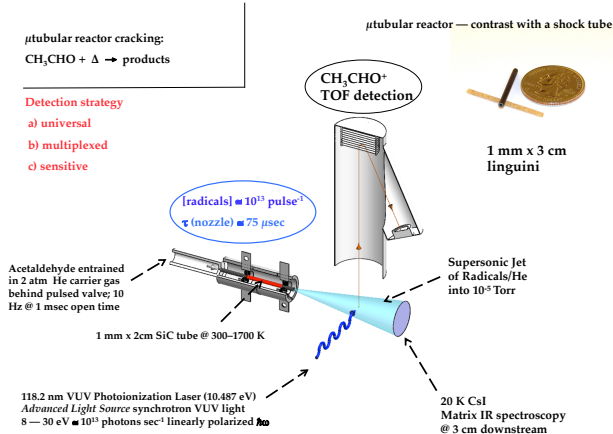 μtubular reactor — contrast with a shock tube
μtubular reactor cracking:
CH₃CHO + Δ → products
Detection strategy
a) universal
b) multiplexed
c) sensitive
CH₃CHO⁺
TOF detection
1 mm x 3 cm
linguini
[radicals] ≅ 10¹³ pulse⁻¹
τ (nozzle) ≅ 75 μsec
Acetaldehyde entrained
in 2 atm He carrier gas
behind pulsed valve; 10
Hz @ 1 msec open time
Supersonic Jet
of Radicals/He
into 10⁻⁵ Torr
1 mm x 2cm SiC tube @ 300–1700 K
118.2 nm VUV Photoionization Laser (10.487 eV)
Advanced Light Source synchrotron VUV light
8 — 30 eV ≅ 10¹³ photons sec⁻¹ linearly polarized ħω
20 K CsI
Matrix IR spectroscopy
@ 3 cm downstream